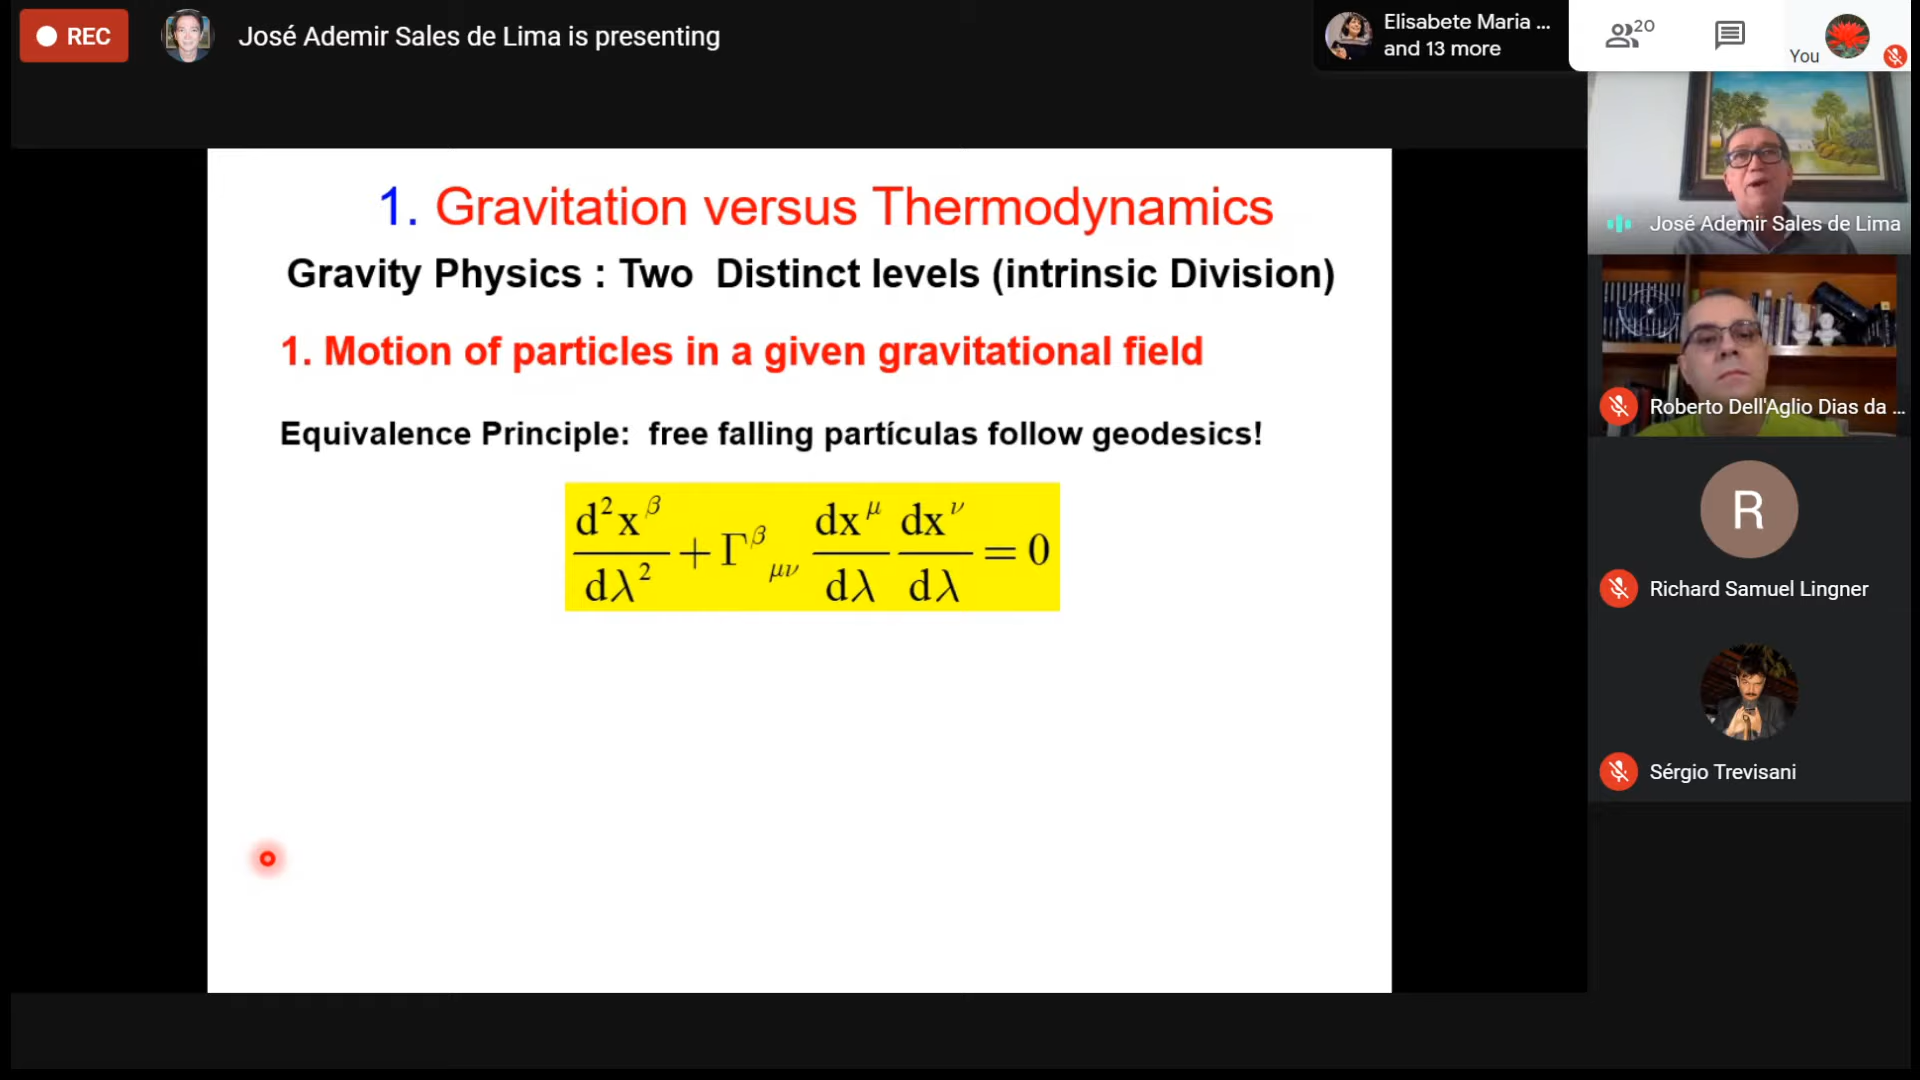 REC
José Ademir Sales de Lima is presenting
Elisabete Maria ...
and 13 more
20
You
1. Gravitation versus Thermodynamics
Gravity Physics : Two Distinct levels (intrinsic Division)
1. Motion of particles in a given gravitational field
Equivalence Principle: free falling partículas follow geodesics!
d²x^β/dλ² + Γ^β_μν dx^μ/dλ dx^ν/dλ = 0
José Ademir Sales de Lima
Roberto Dell'Aglio Dias da ...
R
Richard Samuel Lingner
Sérgio Trevisani